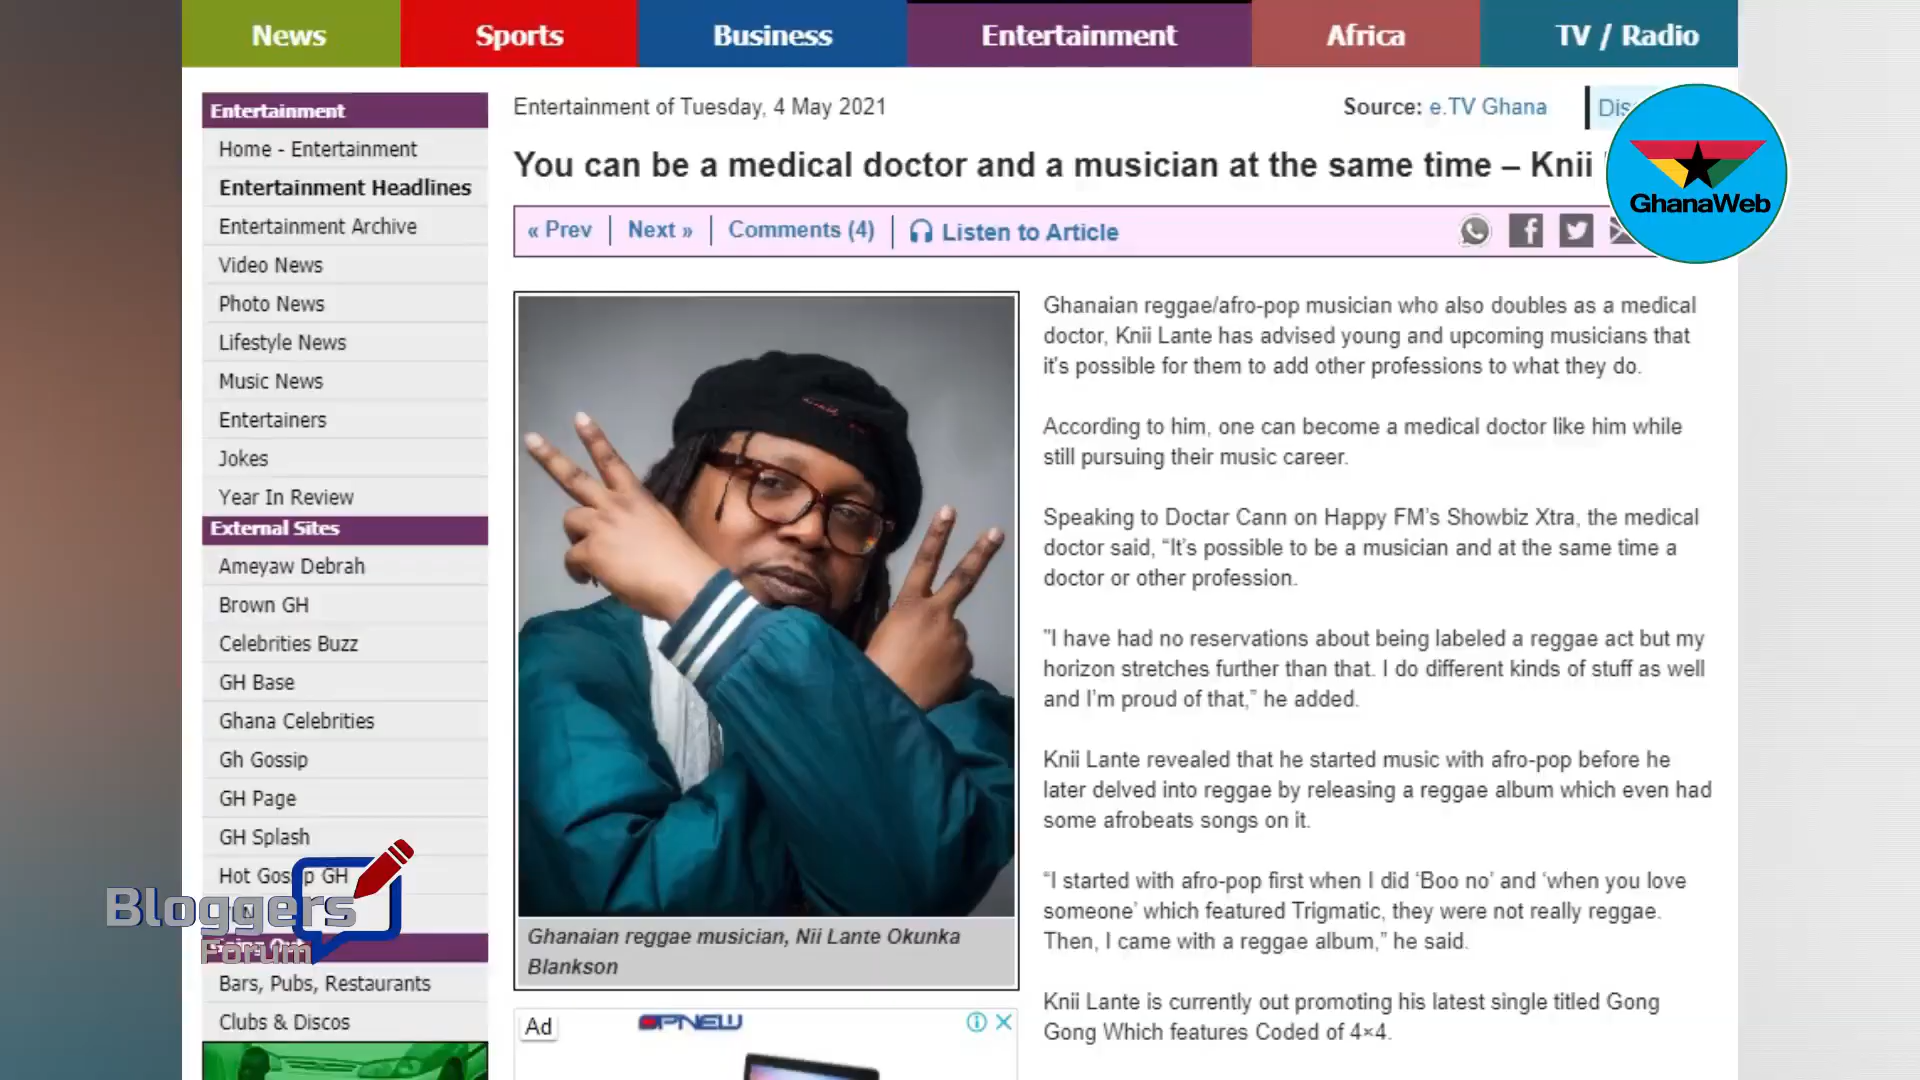 News
Sports
Business
Entertainment
Africa
TV / Radio
Entertainment
Home - Entertainment
Entertainment Headlines
Entertainment Archive
Video News
Photo News
Lifestyle News
Music News
Entertainers
Jokes
Year In Review
External Sites
Ameyaw Debrah
Brown GH
Celebrities Buzz
GH Base
Ghana Celebrities
Gh Gossip
GH Page
GH Splash
Hot Gossip GH
Bars, Pubs, Restaurants
Clubs & Discos
Bloggers
Forum
Entertainment of Tuesday, 4 May 2021
Source: e.TV Ghana
GhanaWeb
You can be a medical doctor and a musician at the same time – Knii
« Prev
Next »
Comments (4)
Listen to Article
Ghanaian reggae musician, Nii Lante Okunka
Blankson
Ad
Ghanaian reggae/afro-pop musician who also doubles as a medical
doctor, Knii Lante has advised young and upcoming musicians that
it's possible for them to add other professions to what they do.
According to him, one can become a medical doctor like him while
still pursuing their music career.
Speaking to Doctar Cann on Happy FM’s Showbiz Xtra, the medical
doctor said, “It’s possible to be a musician and at the same time a
doctor or other profession.
"I have had no reservations about being labeled a reggae act but my
horizon stretches further than that. I do different kinds of stuff as well
and I’m proud of that,” he added.
Knii Lante revealed that he started music with afro-pop before he
later delved into reggae by releasing a reggae album which even had
some afrobeats songs on it.
“I started with afro-pop first when I did ‘Boo no’ and ‘when you love
someone’ which featured Trigmatic, they were not really reggae.
Then, I came with a reggae album,” he said.
Knii Lante is currently out promoting his latest single titled Gong
Gong Which features Coded of 4×4.